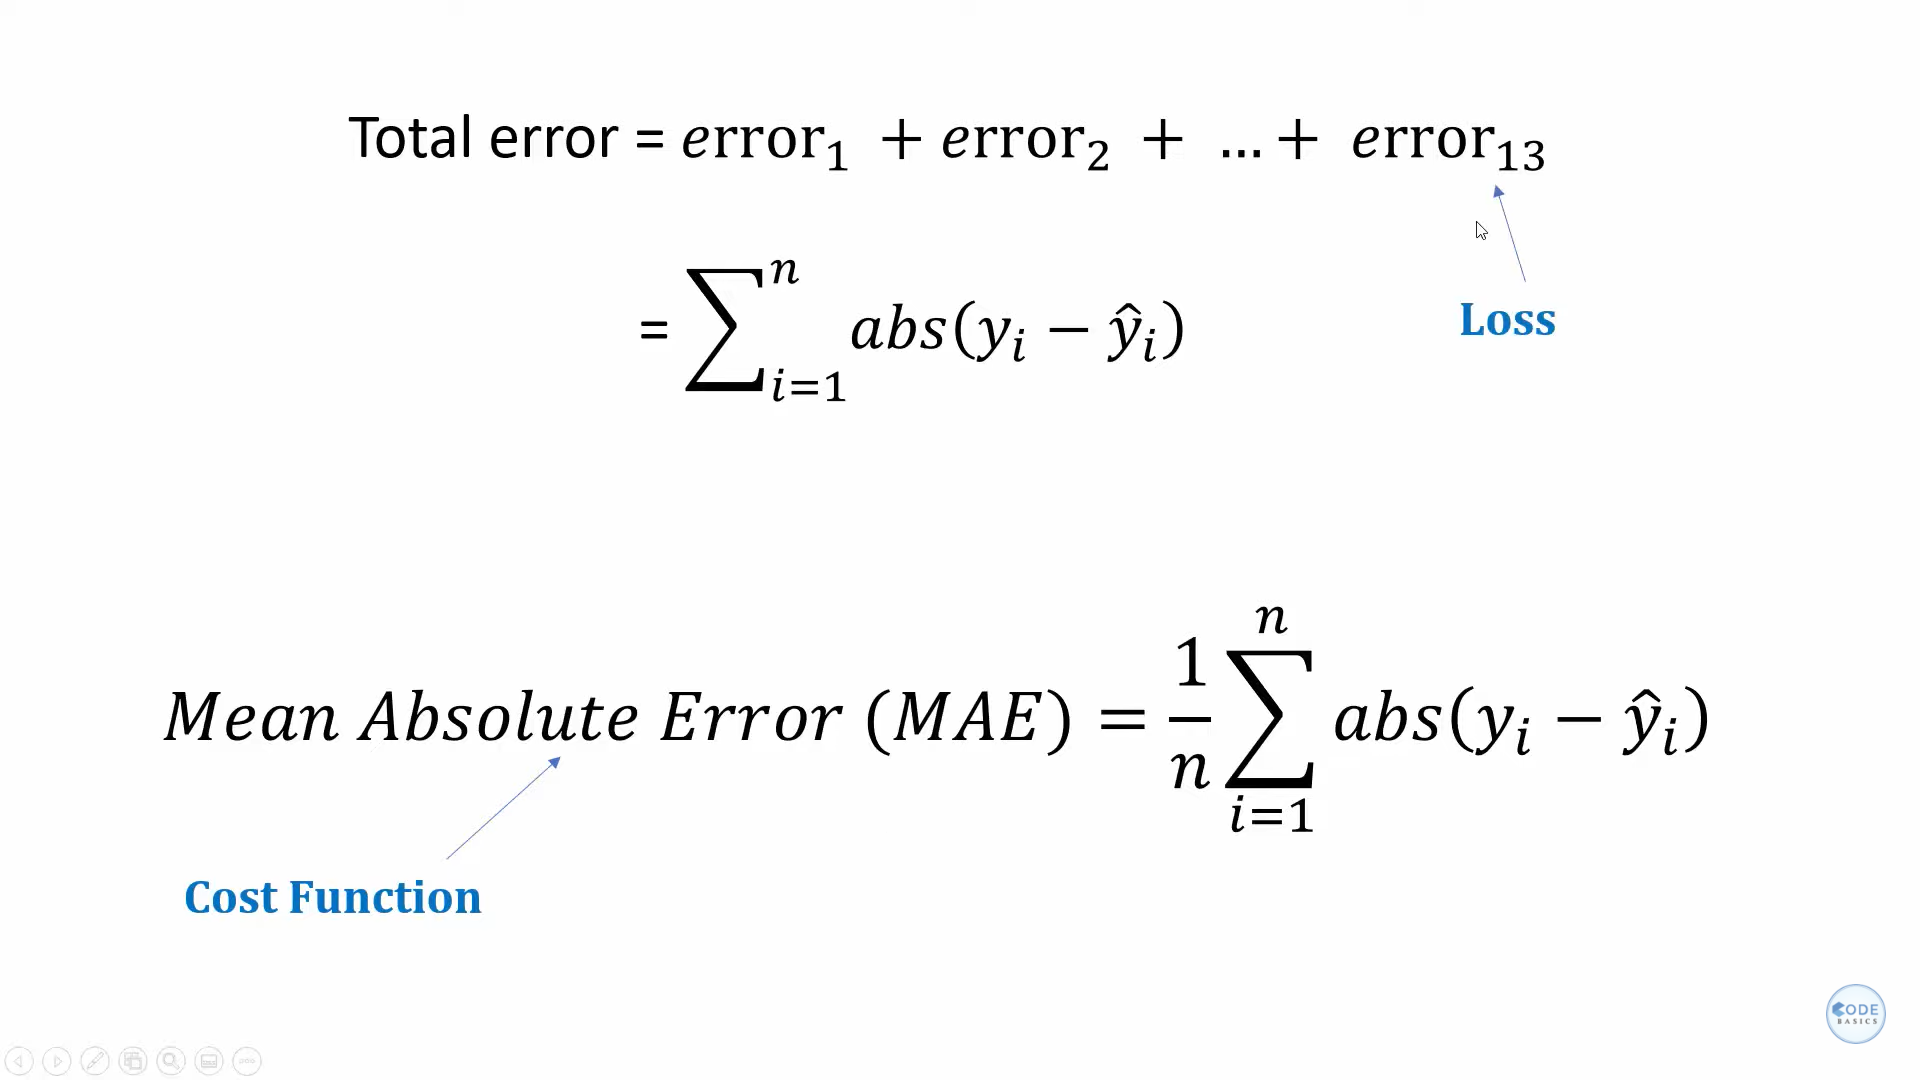 Total error = error₁ + error₂ + ... + error₁₃
Loss
= ∑ⁿᵢ₌₁ abs(yᵢ − ŷᵢ)
Mean Absolute Error (MAE) = 1/n ∑ⁿᵢ₌₁ abs(yᵢ − ŷᵢ)
Cost Function
CODE
BASICS